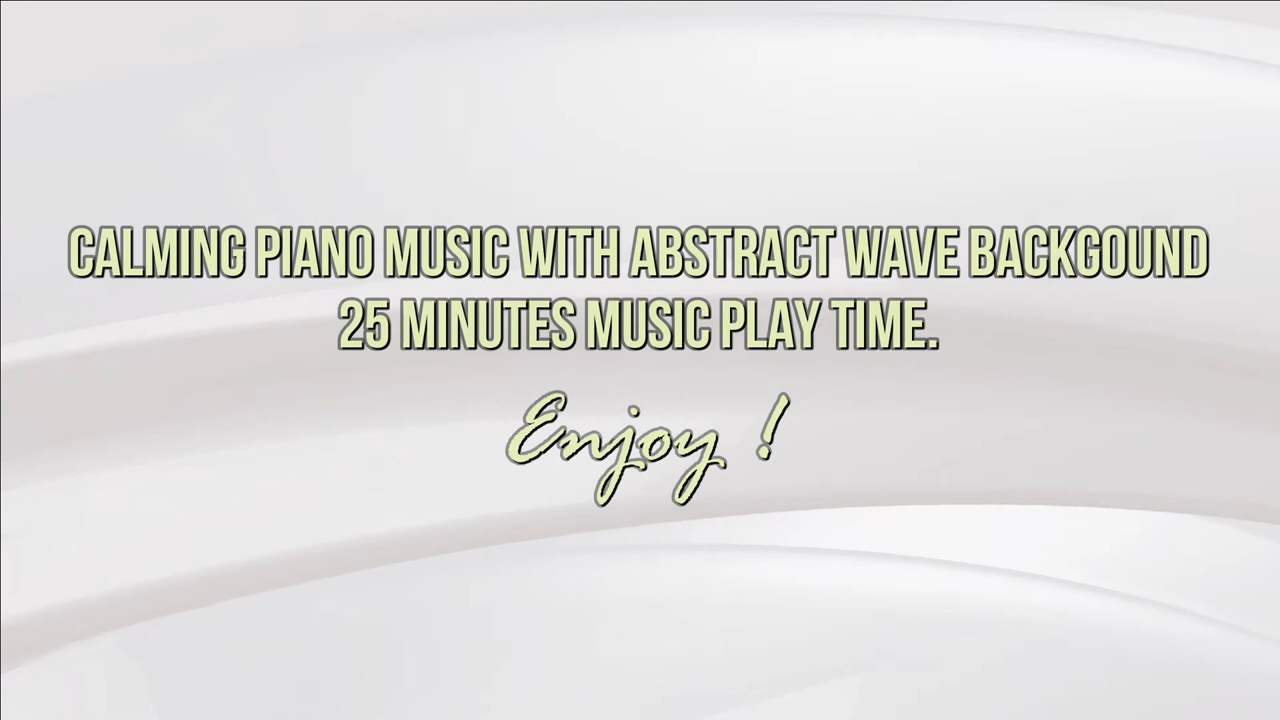 CALMING PIANO MUSIC WITH ABSTRACT WAVE BACKGOUND
25 MINUTES MUSIC PLAY TIME.
Enjoy !